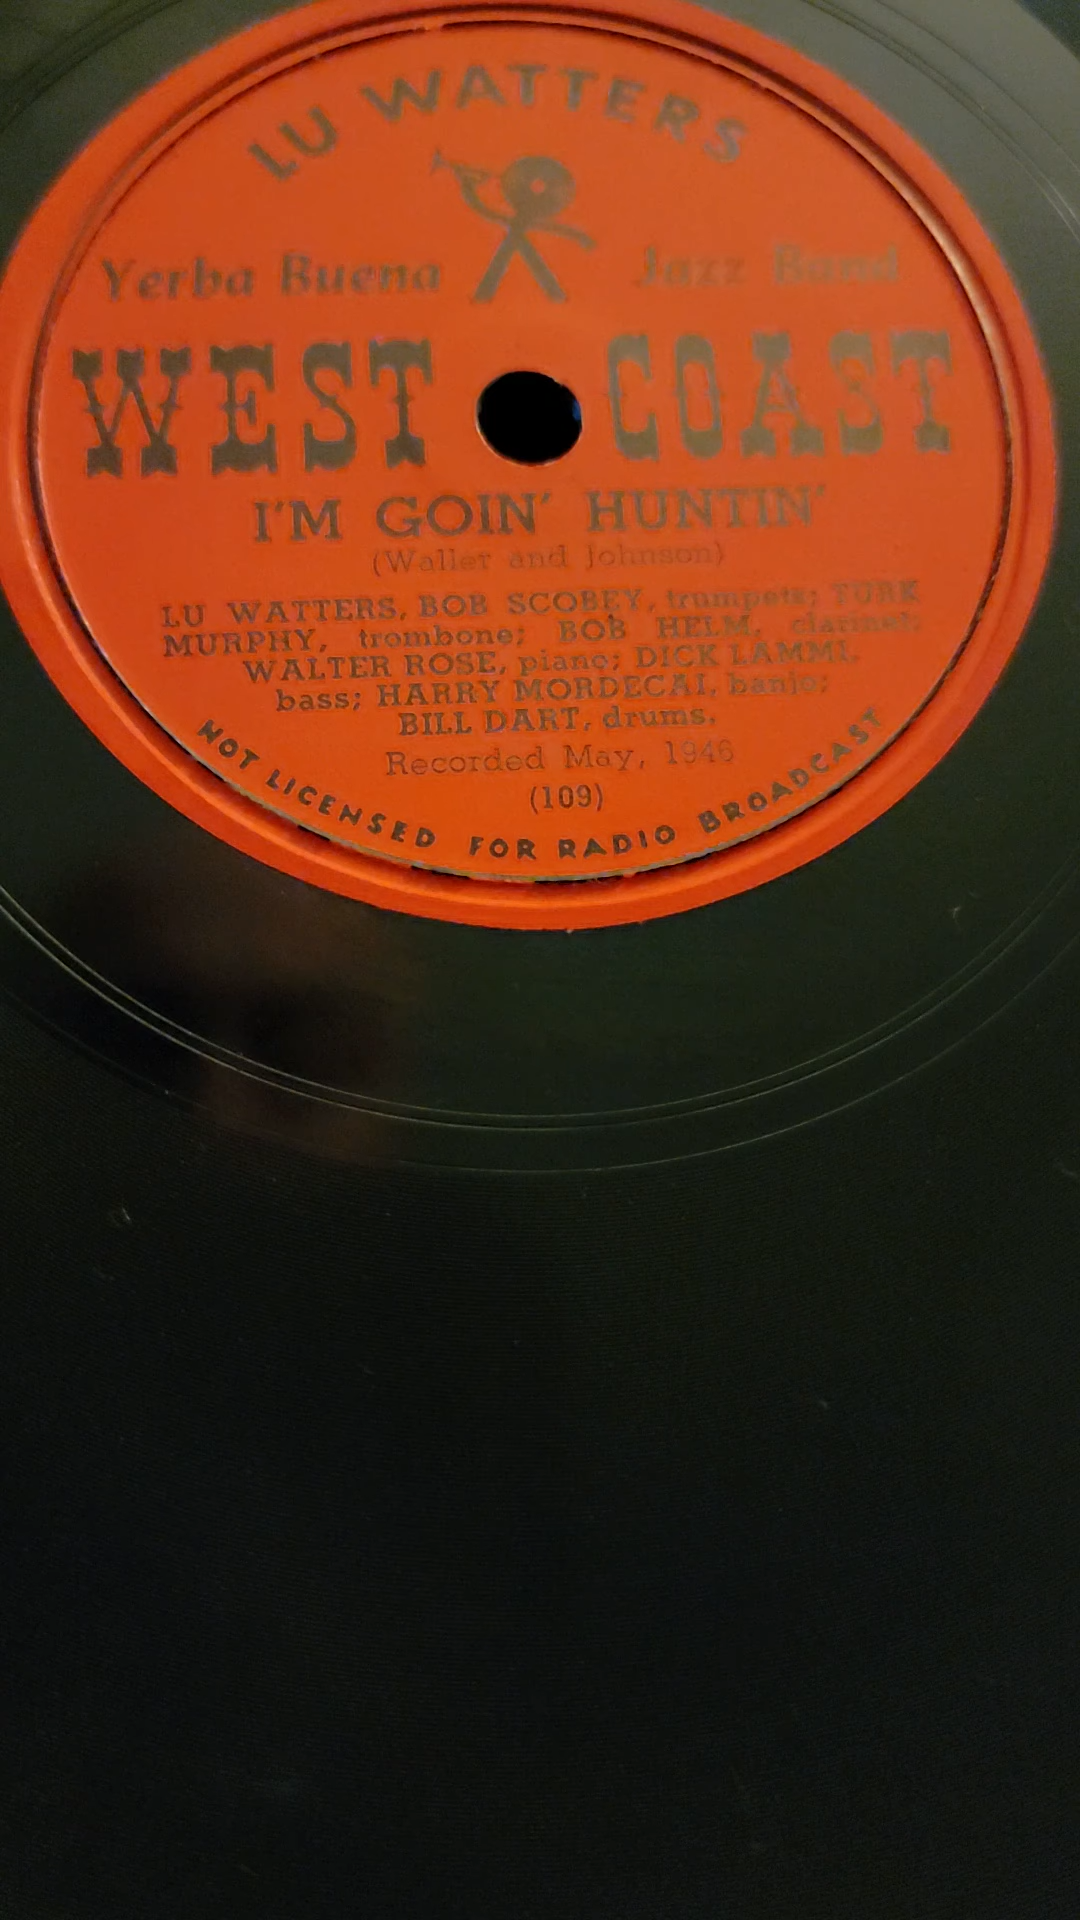 LU WATTERS
Yerba Buena Jazz Band
WEST COAST
I'M GOIN' HUNTIN'
(Waller and Johnson)
LU WATTERS, BOB SCOBEY, trumpets; TURK
MURPHY, trombone; BOB HELM, clarinet;
WALTER ROSE, piano; DICK LAMMI,
bass; HARRY MORDECAI, banjo;
BILL DART, drums.
Recorded May, 1946
(109)
NOT LICENSED FOR RADIO BROADCAST